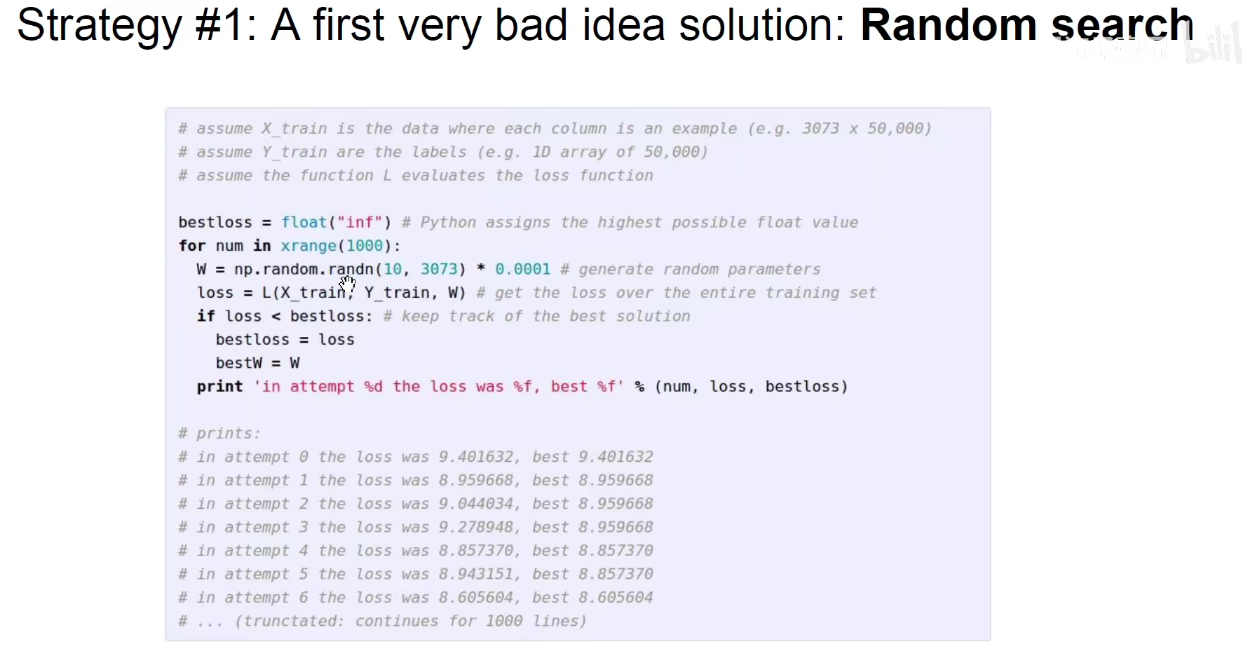 Strategy #1: A first very bad idea solution: Random search
bilil
# assume X_train is the data where each column is an example (e.g. 3073 x 50,000)
# assume Y_train are the labels (e.g. 1D array of 50,000)
# assume the function L evaluates the loss function
bestloss = float("inf") # Python assigns the highest possible float value
for num in xrange(1000):
W = np.random.randn(10, 3073) * 0.0001 # generate random parameters
loss = L(X_train, Y_train, W) # get the loss over the entire training set
if loss < bestloss: # keep track of the best solution
bestloss = loss
bestW = W
print 'in attempt %d the loss was %f, best %f' % (num, loss, bestloss)
# prints:
# in attempt 0 the loss was 9.401632, best 9.401632
# in attempt 1 the loss was 8.959668, best 8.959668
# in attempt 2 the loss was 9.044034, best 8.959668
# in attempt 3 the loss was 9.278948, best 8.959668
# in attempt 4 the loss was 8.857370, best 8.857370
# in attempt 5 the loss was 8.943151, best 8.857370
# in attempt 6 the loss was 8.605604, best 8.605604
# ... (trunctated: continues for 1000 lines)